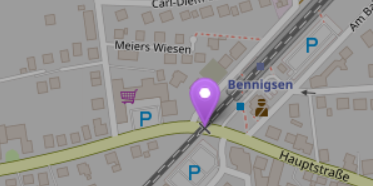 Carl-Diem
Am Ba
Meiers Wiesen
P
Bennigsen
P
Hauptstraße
P